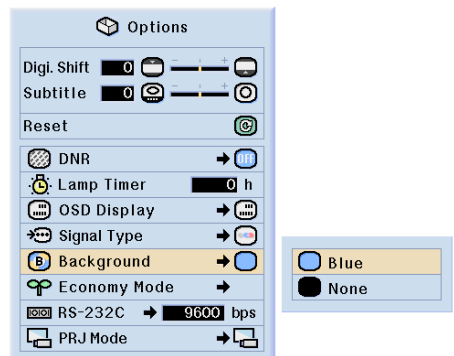 Options
Digi. Shift 0 - +
Subtitle 0 - +
Reset
DNR OFF
Lamp Timer 0 h
OSD Display
Signal Type
B Background
Blue
None
Economy Mode
RS-232C 9600 bps
PRJ Mode